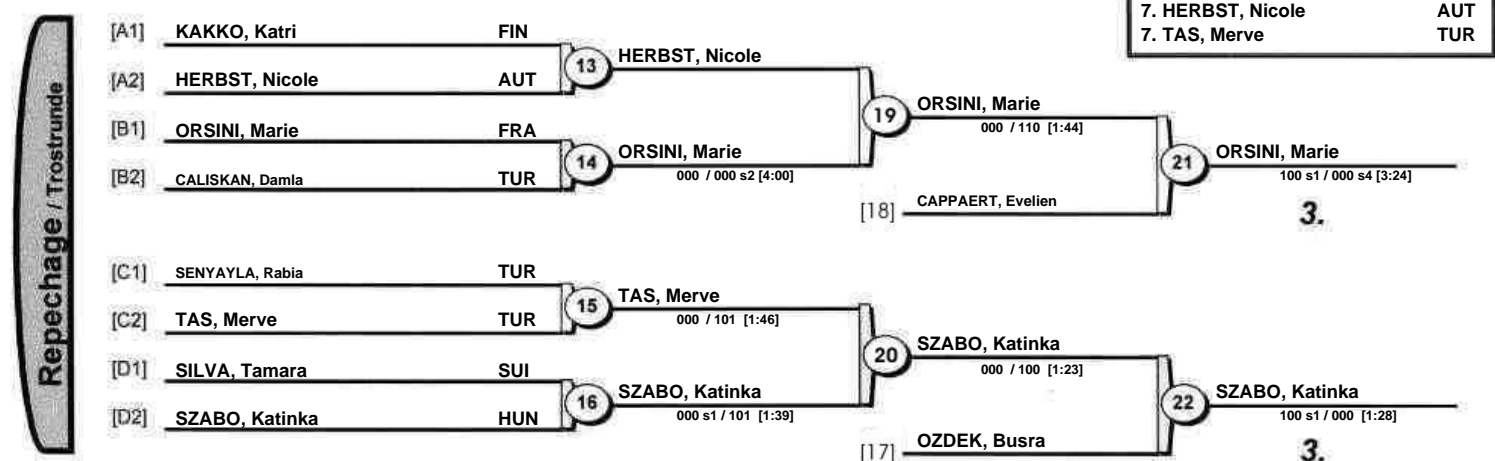 7. HERBST, Nicole AUT
7. TAS, Merve TUR
Repechage / Trostrunde
[A1] KAKKO, Katri FIN
[A2] HERBST, Nicole AUT
13 HERBST, Nicole
[B1] ORSINI, Marie FRA
[B2] CALISKAN, Damla TUR
14 ORSINI, Marie
000 / 000 s2 [4:00]
19 ORSINI, Marie
000 / 110 [1:44]
[18] CAPPAERT, Evelien
21 ORSINI, Marie
100 s1 / 000 s4 [3:24]
3.
[C1] SENYAYLA, Rabia TUR
[C2] TAS, Merve TUR
15 TAS, Merve
000 / 101 [1:46]
[D1] SILVA, Tamara SUI
[D2] SZABO, Katinka HUN
16 SZABO, Katinka
000 s1 / 101 [1:39]
20 SZABO, Katinka
000 / 100 [1:23]
[17] OZDEK, Busra
22 SZABO, Katinka
100 s1 / 000 [1:28]
3.